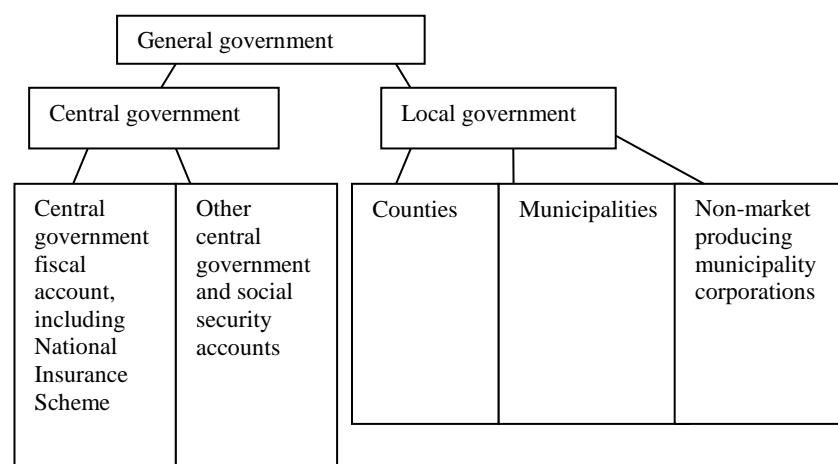 General government
Central government
Local government
Central
government
fiscal
account,
including
National
Insurance
Scheme
Other
central
government
and social
security
accounts
Counties
Municipalities
Non-market
producing
municipality
corporations